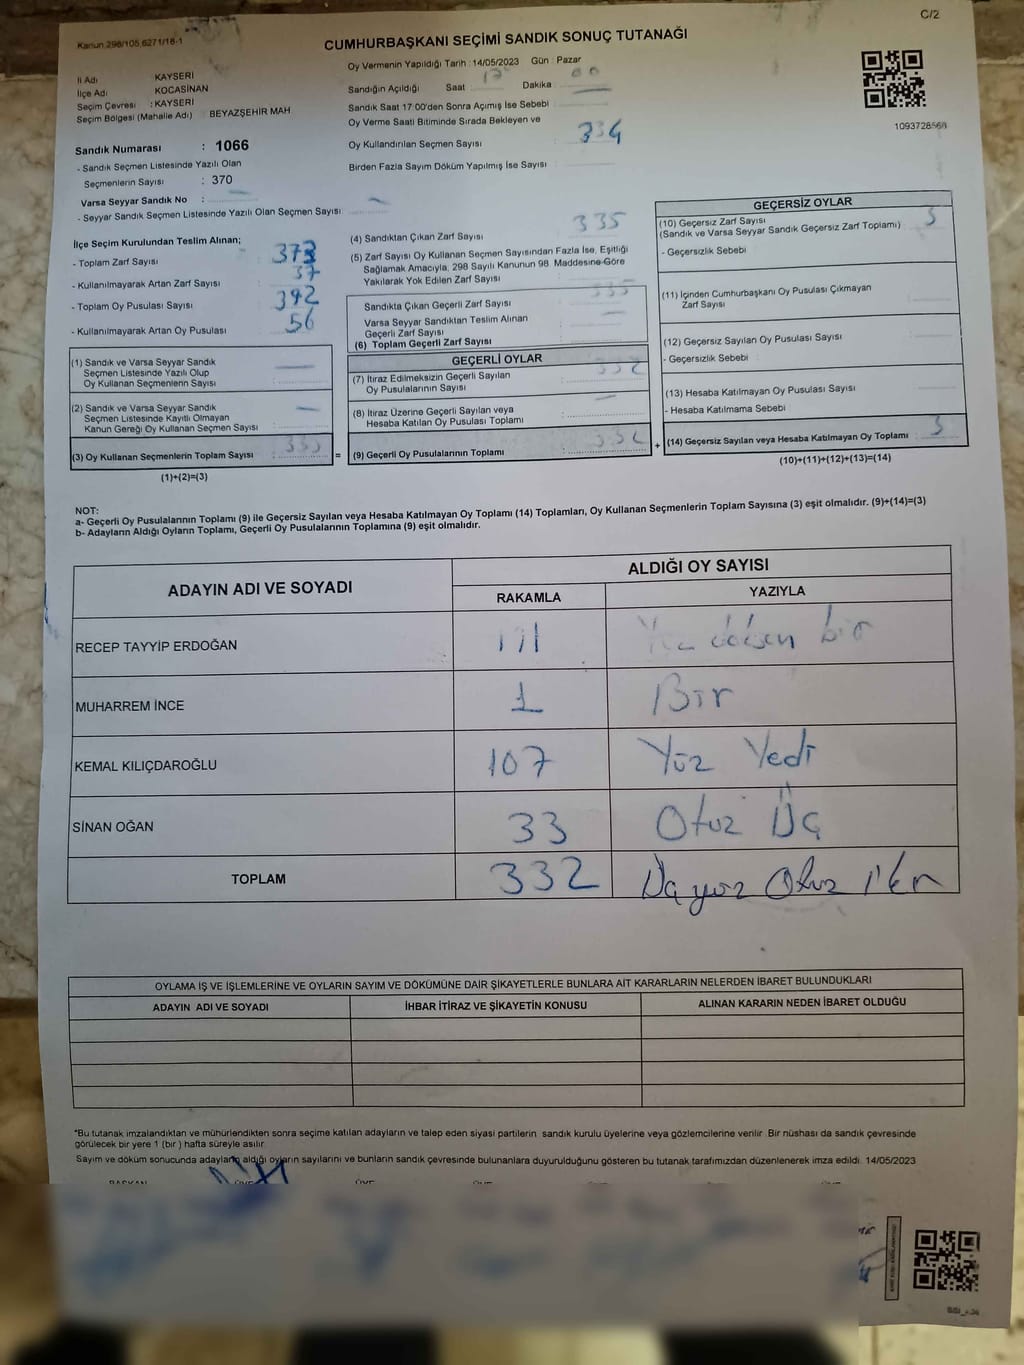 C/2
Kanun 298/105,6271/18-1
CUMHURBAŞKANI SEÇİMİ SANDIK SONUÇ TUTANAĞI
İli Adı KAYSERİ
İlçe Adı KOCASİNAN
Seçim Çevresi : KAYSERİ
Seçim Bölgesi (Mahalle Adı) BEYAZŞEHİR MAH
Sandık Numarası : 1066
- Sandık Seçmen Listesinde Yazılı Olan
Seçmenlerin Sayısı : 370
Varsa Seyyar Sandık No :
- Seyyar Sandık Seçmen Listesinde Yazılı Olan Seçmen Sayısı
Oy Vermenin Yapıldığı Tarih : 14/05/2023 Gün : Pazar
Sandığın Açıldığı Saat 17 Dakika 00
Sandık Saat 17:00'den Sonra Açılmış İse Sebebi
Oy Verme Saati Bitiminde Sırada Bekleyen ve
Oy Kullandırılan Seçmen Sayısı 334
Birden Fazla Sayım Döküm Yapılmış İse Sayısı
1093728568
İlçe Seçim Kurulundan Teslim Alınan;
- Toplam Zarf Sayısı 373
- Kullanılmayarak Artan Zarf Sayısı 37
- Toplam Oy Pusulası Sayısı 392
- Kullanılmayarak Artan Oy Pusulası 56
(1) Sandık ve Varsa Seyyar Sandık
Seçmen Listesinde Yazılı Olup
Oy Kullanan Seçmenlerin Sayısı
(2) Sandık ve Varsa Seyyar Sandık
Seçmen Listesinde Kayıtlı Olmayan
Kanun Gereği Oy Kullanan Seçmen Sayısı
(3) Oy Kullanan Seçmenlerin Toplam Sayısı 335 =
(1)+(2)=(3)
(4) Sandıktan Çıkan Zarf Sayısı 335
(5) Zarf Sayısı Oy Kullanan Seçmen Sayısından Fazla İse, Eşitliği
Sağlamak Amacıyla, 298 Sayılı Kanunun 98 Maddesine Göre
Yakılarak Yok Edilen Zarf Sayısı
Sandıkta Çıkan Geçerli Zarf Sayısı 335
Varsa Seyyar Sandıktan Teslim Alınan
Geçerli Zarf Sayısı
(6) Toplam Geçerli Zarf Sayısı
GEÇERLİ OYLAR
(7) İtiraz Edilmeksizin Geçerli Sayılan
Oy Pusulalarının Sayısı 332
(8) İtiraz Üzerine Geçerli Sayılan veya
Hesaba Katılan Oy Pusulası Toplamı
(9) Geçerli Oy Pusulalarının Toplamı 332 +
GEÇERSİZ OYLAR
(10) Geçersiz Zarf Sayısı 3
(Sandık ve Varsa Seyyar Sandık Geçersiz Zarf Toplamı)
- Geçersizlik Sebebi
(11) İçinden Cumhurbaşkanı Oy Pusulası Çıkmayan
Zarf Sayısı
(12) Geçersiz Sayılan Oy Pusulası Sayısı
- Geçersizlik Sebebi
(13) Hesaba Katılmayan Oy Pusulası Sayısı
- Hesaba Katılmama Sebebi
(14) Geçersiz Sayılan veya Hesaba Katılmayan Oy Toplamı 3
(10)+(11)+(12)+(13)=(14)
NOT:
a- Geçerli Oy Pusulalarının Toplamı (9) ile Geçersiz Sayılan veya Hesaba Katılmayan Oy Toplamı (14) Toplamları, Oy Kullanan Seçmenlerin Toplam Sayısına (3) eşit olmalıdır. (9)+(14)=(3)
b- Adayların Aldığı Oyların Toplamı, Geçerli Oy Pusulalarının Toplamına (9) eşit olmalıdır.
ADAYIN ADI VE SOYADI
ALDIĞI OY SAYISI
RAKAMLA YAZIYLA
RECEP TAYYİP ERDOĞAN bir
MUHARREM İNCE 1 Bir
KEMAL KILIÇDAROĞLU 107 Yüz Yedi
SİNAN OĞAN 33 Otuz Üç
TOPLAM 332 Üçyüz Otuz İki
OYLAMA İŞ VE İŞLEMLERİNE VE OYLARIN SAYIM VE DÖKÜMÜNE DAİR ŞİKAYETLERLE BUNLARA AİT KARARLARIN NELERDEN İBARET BULUNDUKLARI
ADAYIN ADI VE SOYADI İHBAR İTİRAZ VE ŞİKAYETİN KONUSU ALINAN KARARIN NEDEN İBARET OLDUĞU
*Bu tutanak imzalandıktan ve mühürlendikten sonra seçime katılan adayların ve talep eden siyasi partilerin sandık kurulu üyelerine veya gözlemcilerine verilir. Bir nüshası da sandık çevresinde
görülecek bir yere 1 (bir) hafta süreyle asılır
Sayım ve döküm sonucunda adayların aldığı oyların sayılarını ve bunların sandık çevresinde bulunanlara duyurulduğunu gösteren bu tutanak tarafımızdan düzenlenerek imza edildi. 14/05/2023